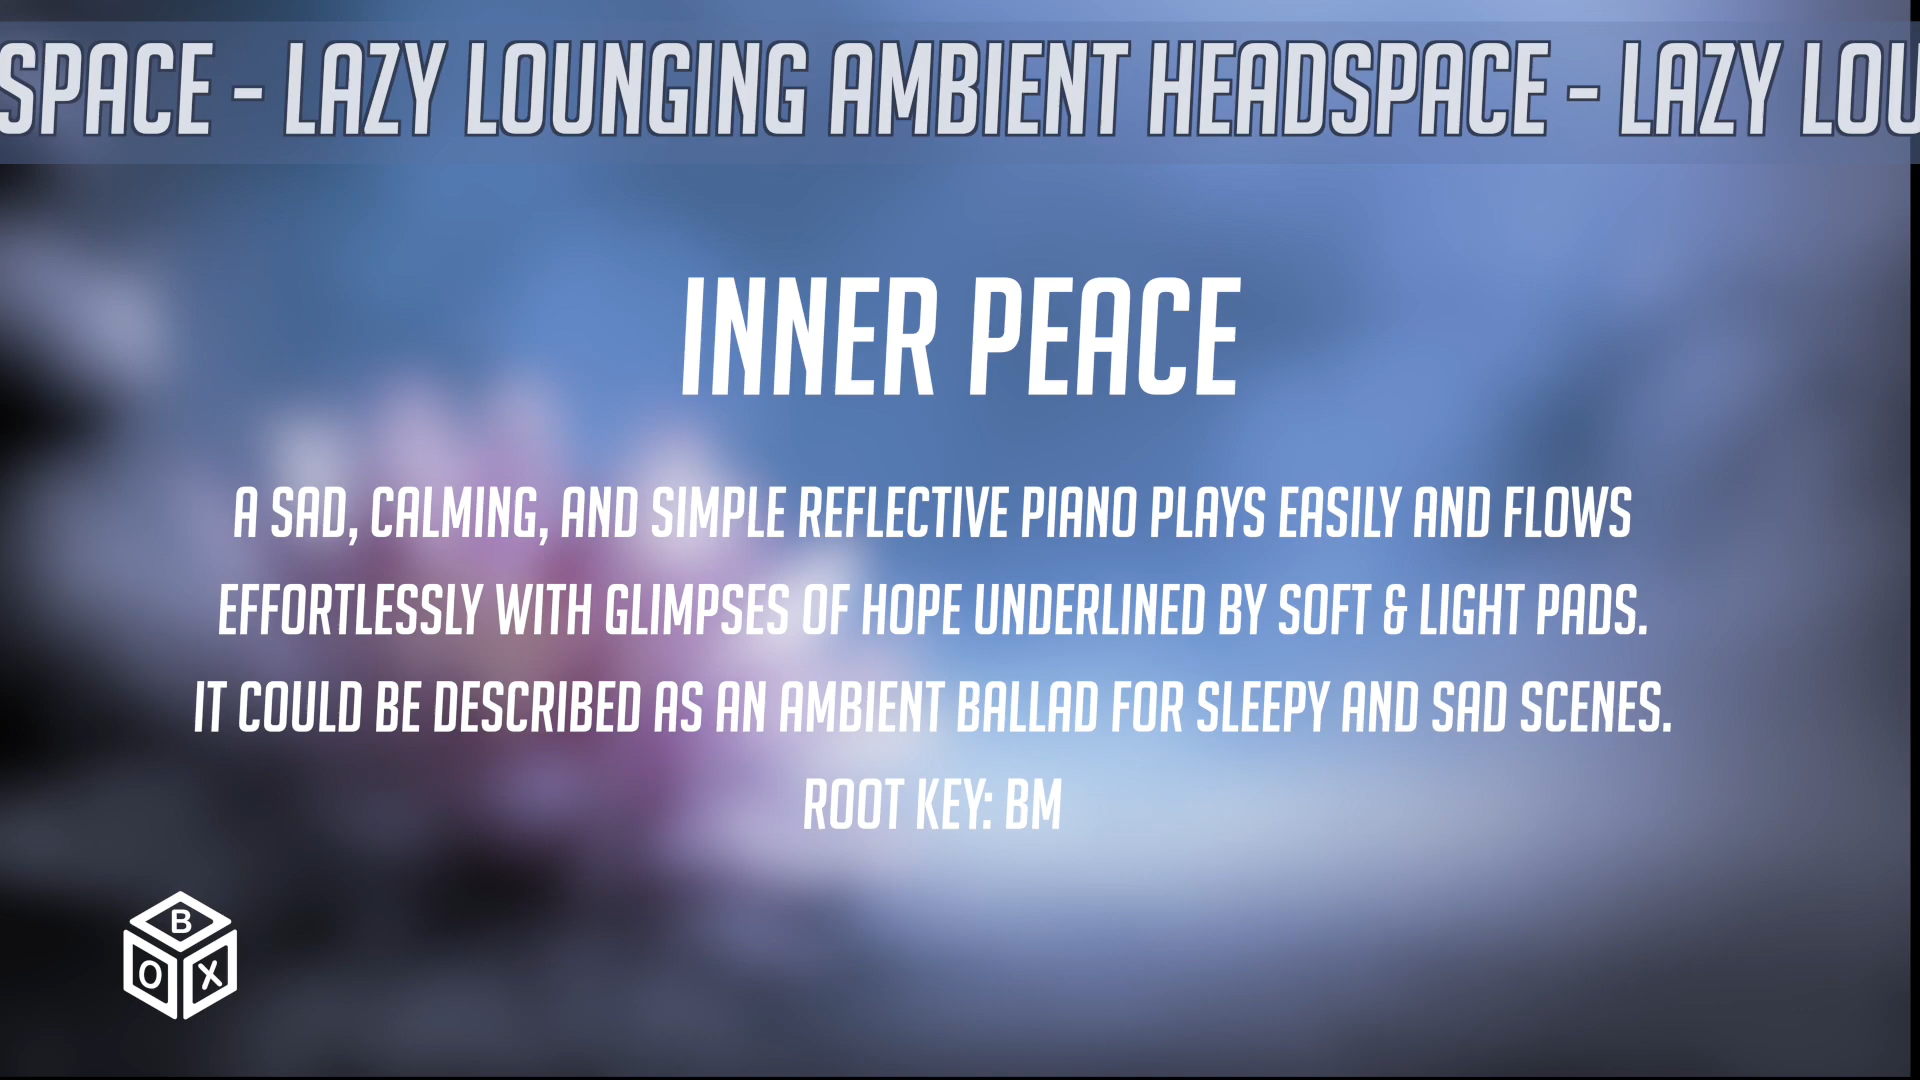 SPACE - LAZY LOUNGING AMBIENT HEADSPACE - LAZY LOU
INNER PEACE
A SAD, CALMING, AND SIMPLE REFLECTIVE PIANO PLAYS EASILY AND FLOWS
EFFORTLESSLY WITH GLIMPSES OF HOPE UNDERLINED BY SOFT & LIGHT PADS.
IT COULD BE DESCRIBED AS AN AMBIENT BALLAD FOR SLEEPY AND SAD SCENES.
ROOT KEY: BM
B
O X